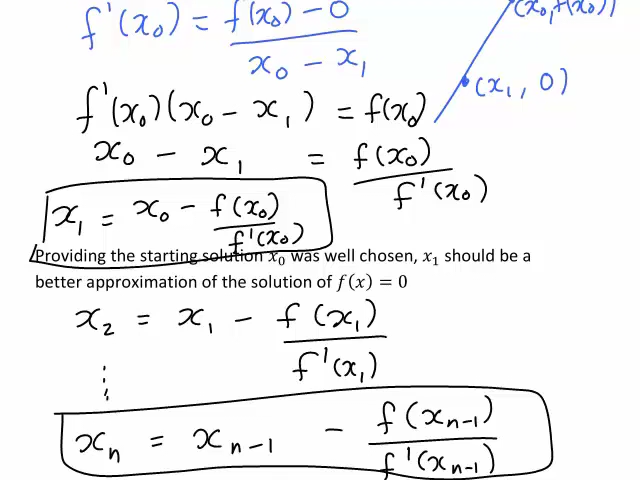 f'(x₀) = f(x₀) − 0 / x₀ − x₁
(x₀, f(x₀))
(x₁, 0)
f'(x₀)(x₀ − x₁) = f(x₀)
x₀ − x₁ = f(x₀) / f'(x₀)
x₁ = x₀ − f(x₀) / f'(x₀)
Providing the starting solution x₀ was well chosen, x₁ should be a
better approximation of the solution of f(x) = 0
x₂ = x₁ − f(x₁) / f'(x₁)
⋮
xₙ = xₙ₋₁ − f(xₙ₋₁) / f'(xₙ₋₁)